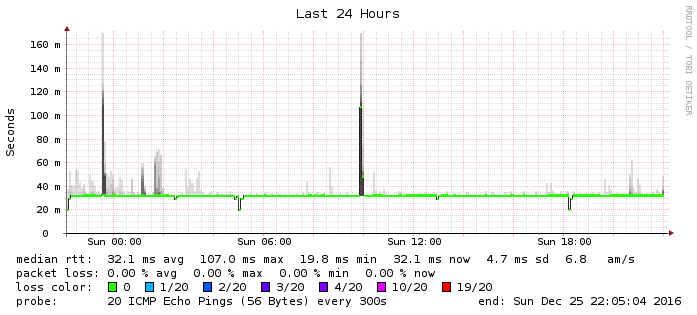 Last 24 Hours
RRDTOOL / TOBI OETIKER
Seconds
160 m
140 m
120 m
100 m
80 m
60 m
40 m
20 m
0
Sun 00:00 Sun 06:00 Sun 12:00 Sun 18:00
median rtt: 32.1 ms avg 107.0 ms max 19.8 ms min 32.1 ms now 4.7 ms sd 6.8 am/s
packet loss: 0.00 % avg 0.00 % max 0.00 % min 0.00 % now
loss color: 0 1/20 2/20 3/20 4/20 10/20 19/20
probe: 20 ICMP Echo Pings (56 Bytes) every 300s end: Sun Dec 25 22:05:04 2016